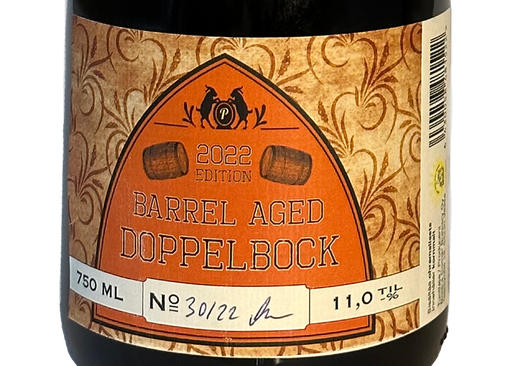 P
2022
EDITION
BARREL AGED
DOPPELBOCK
750 ML
Nº 30/22
11,0 TIL -%